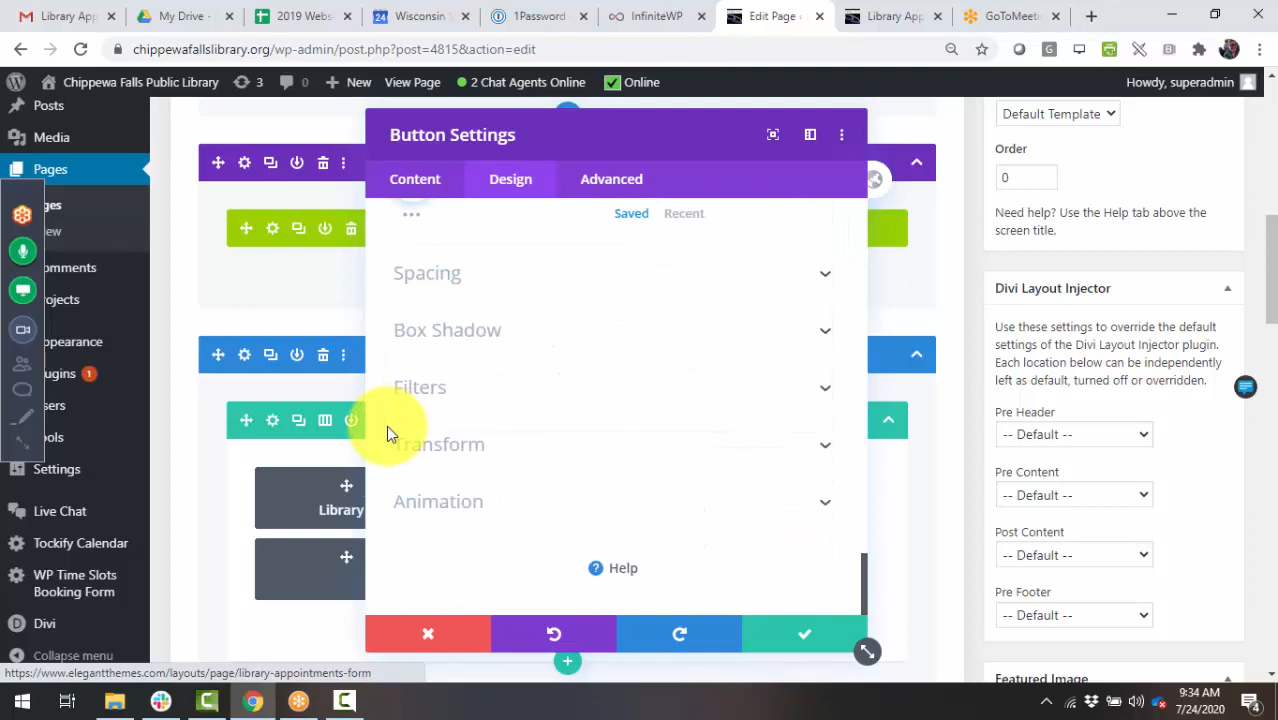 Library App
My Drive -
2019 Webs
Wisconsin V
1Password
InfiniteWP
Edit Page
Library App
GoToMeeti
chippewafallslibrary.org/wp-admin/post.php?post=4815&action=edit
Chippewa Falls Public Library
3
New
View Page
2 Chat Agents Online
Online
Howdy, superadmin
Posts
Media
Pages
ges
ew
omments
ojects
ppearance
ugins
1
sers
ols
Settings
Live Chat
Tockify Calendar
WP Time Slots
Booking Form
Divi
Collapse menu
Library
Button Settings
Content
Design
Advanced
Saved
Recent
Spacing
Box Shadow
Filters
Transform
Animation
Help
Default Template
Order
0
Need help? Use the Help tab above the
screen title.
Divi Layout Injector
Use these settings to override the default
settings of the Divi Layout Injector plugin.
Each location below can be independently
left as default, turned off or overridden.
Pre Header
-- Default --
Pre Content
-- Default --
Post Content
-- Default --
Pre Footer
-- Default --
Featured Image
https://www.elegantthemes.com/layouts/page/library-appointments-form
9:34 AM
7/24/2020
4